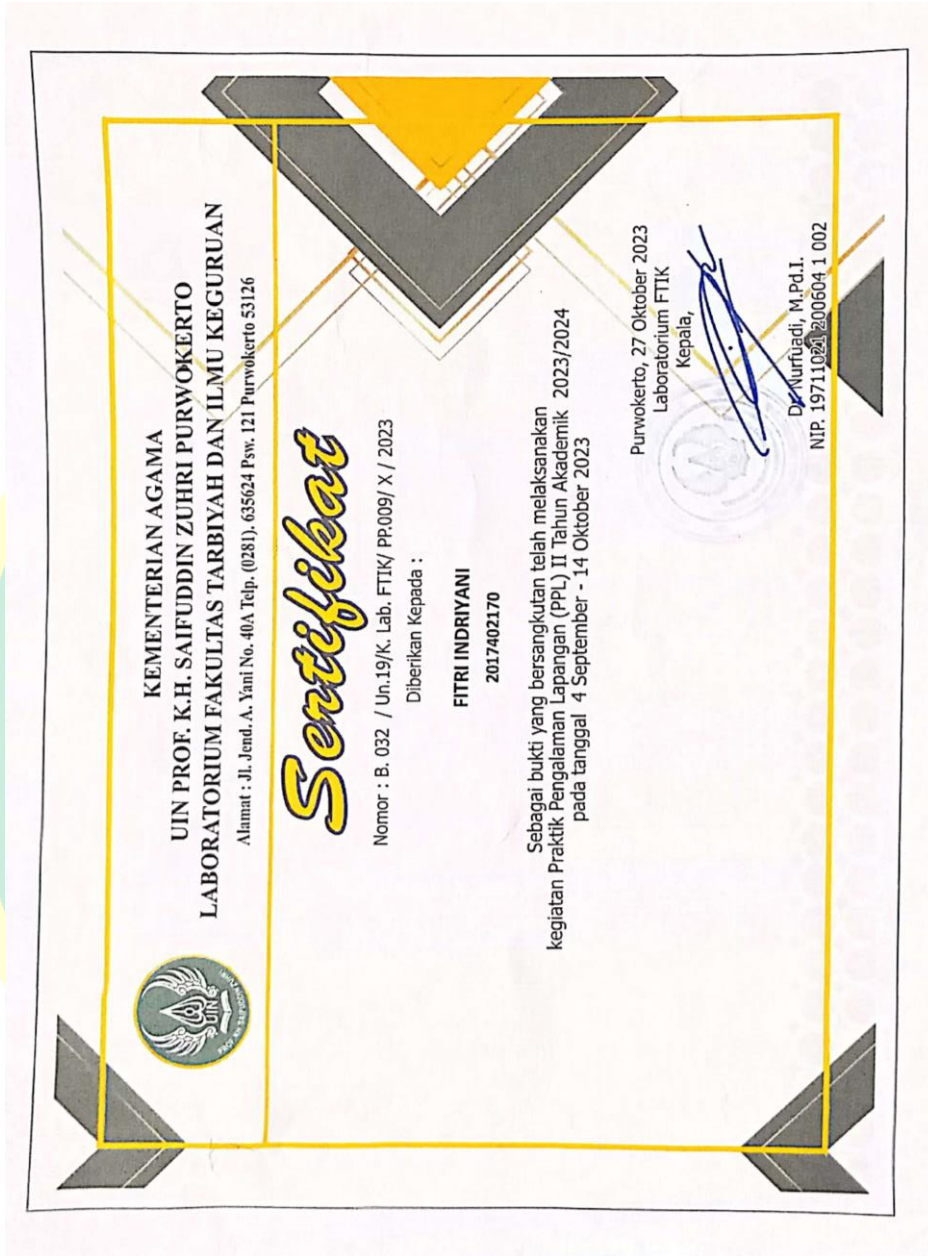 KEMENTERIAN AGAMA
UIN PROF. K.H. SAIFUDDIN ZUHRI PURWOKERTO
LABORATORIUM FAKULTAS TARBIYAH DAN ILMU KEGURUAN
Alamat : Jl. Jend. A. Yani No. 40A Telp. (0281). 635624 Psw. 121 Purwokerto 53126
UIN
Sertifikat
Nomor : B. 032 / Un.19/K. Lab. FTIK/ PP.009/ X / 2023
Diberikan Kepada :
FITRI INDRIYANI
2017402170
Sebagai bukti yang bersangkutan telah melaksanakan
kegiatan Praktik Pengalaman Lapangan (PPL) II Tahun Akademik 2023/2024
pada tanggal 4 September - 14 Oktober 2023
Purwokerto, 27 Oktober 2023
Laboratorium FTIK
Kepala,
Dr. Nurfuadi, M.Pd.I.
NIP. 19711021 200604 1 002